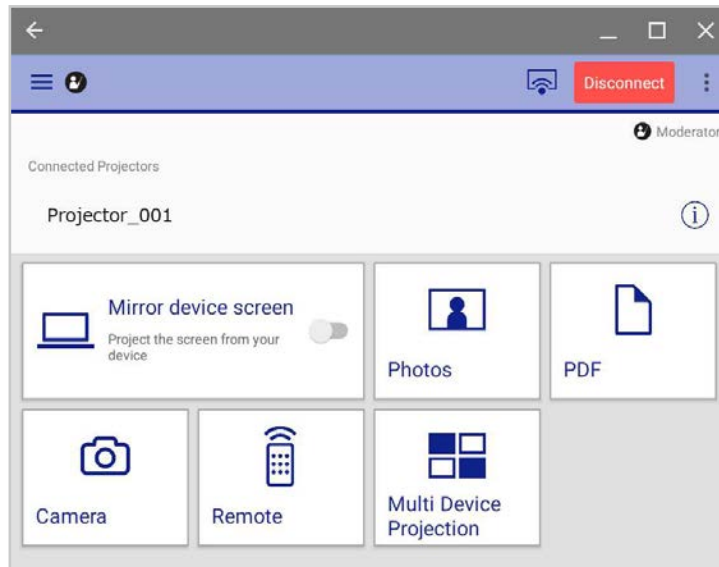 Disconnect
Moderator
Connected Projectors
Projector_001
Mirror device screen
Project the screen from your
device
Photos
PDF
Camera
Remote
Multi Device
Projection